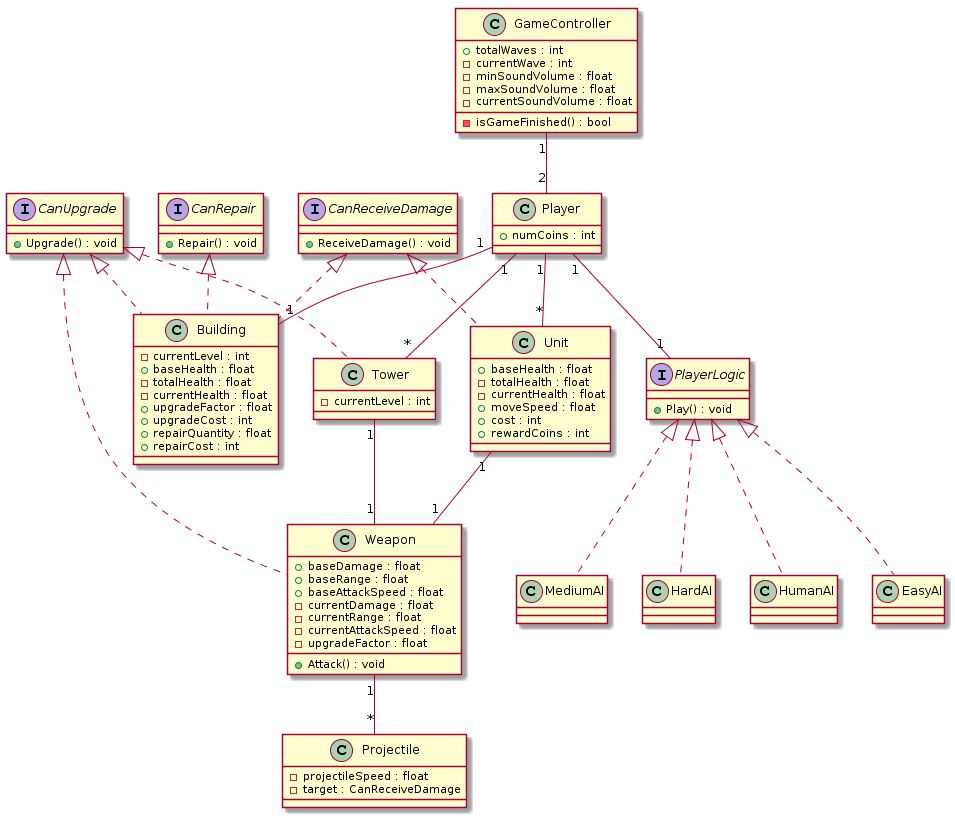 C GameController
totalWaves : int
currentWave : int
minSoundVolume : float
maxSoundVolume : float
currentSoundVolume : float
isGameFinished() : bool
1
2
I CanUpgrade
Upgrade() : void
I CanRepair
Repair() : void
I CanReceiveDamage
ReceiveDamage() : void
C Player
numCoins : int
1
1
1
1
1
*
*
1
C Building
currentLevel : int
baseHealth : float
totalHealth : float
currentHealth : float
upgradeFactor : float
upgradeCost : int
repairQuantity : float
repairCost : int
C Tower
currentLevel : int
C Unit
baseHealth : float
totalHealth : float
currentHealth : float
moveSpeed : float
cost : int
rewardCoins : int
I PlayerLogic
Play() : void
1
1
1
1
C Weapon
baseDamage : float
baseRange : float
baseAttackSpeed : float
currentDamage : float
currentRange : float
currentAttackSpeed : float
upgradeFactor : float
Attack() : void
C MediumAI
C HardAI
C HumanAI
C EasyAI
1
*
C Projectile
projectileSpeed : float
target : CanReceiveDamage